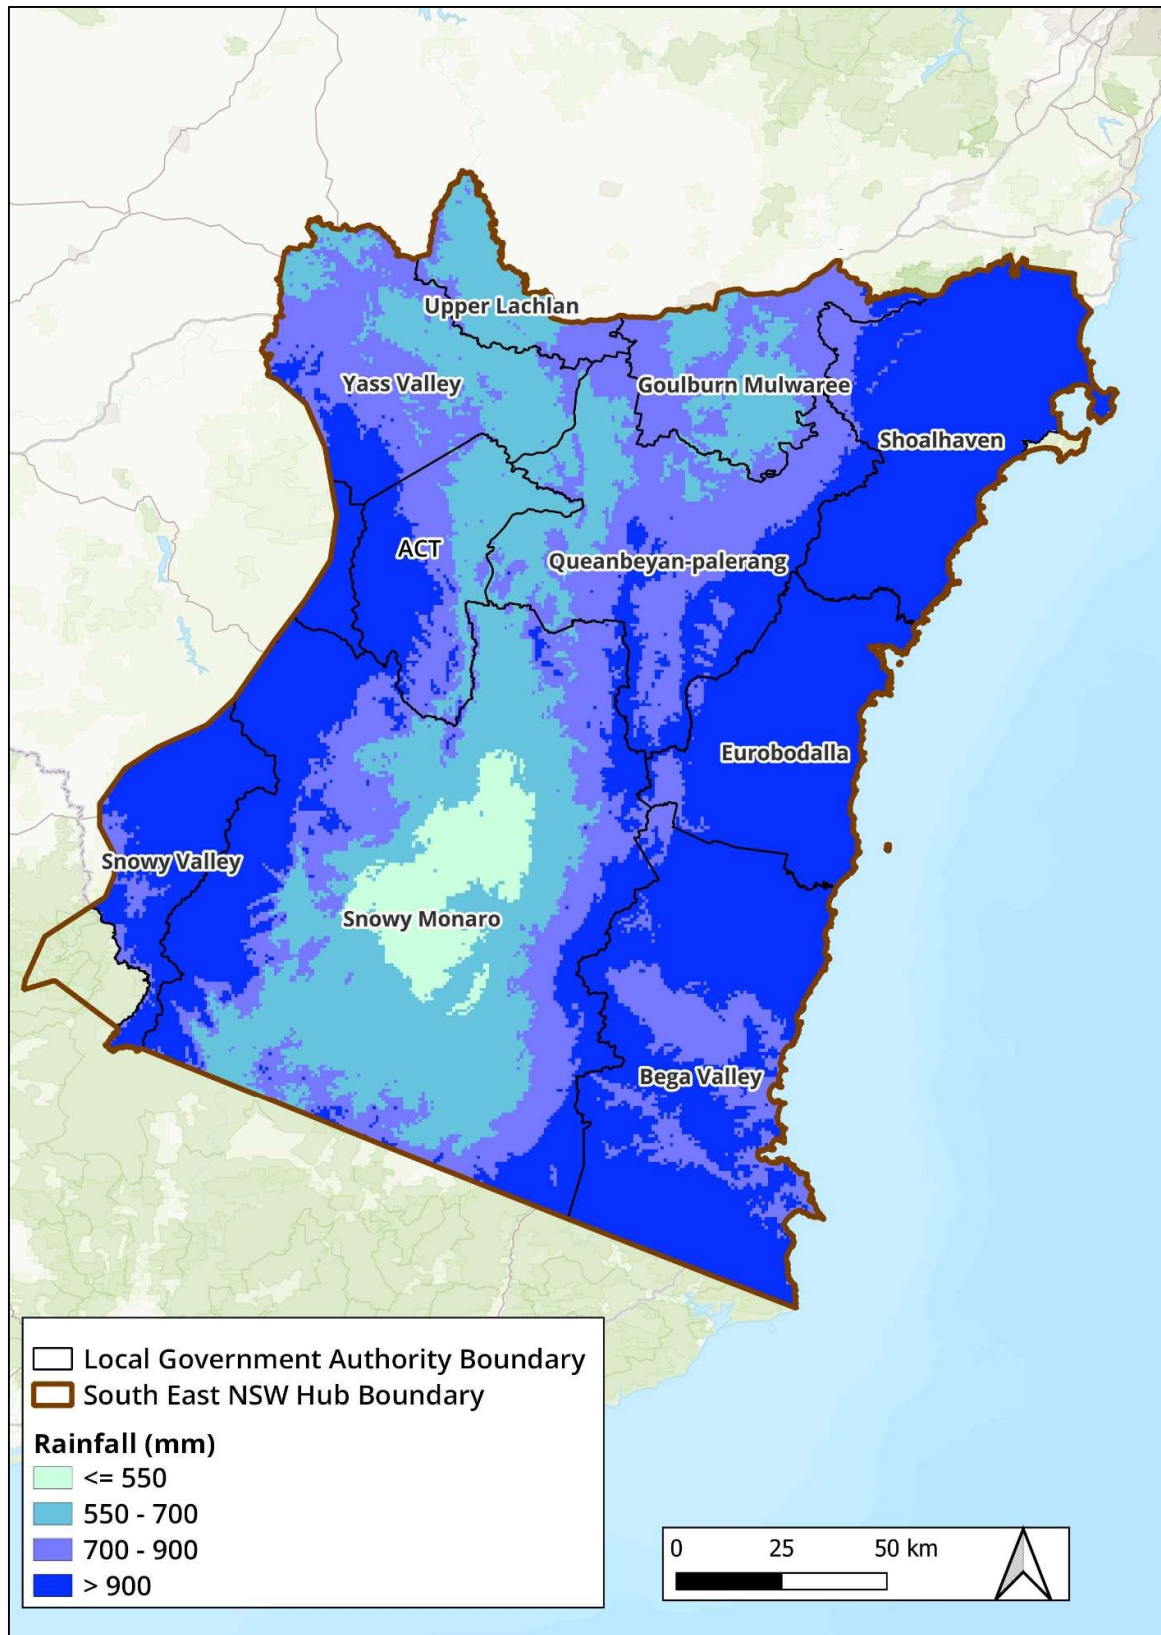 Upper Lachlan
Yass Valley
Goulburn Mulwaree
Shoalhaven
ACT
Queanbeyan-palerang
Eurobodalla
Snowy Valley
Snowy Monaro
Bega Valley
Local Government Authority Boundary
South East NSW Hub Boundary
Rainfall (mm)
<= 550
550 - 700
700 - 900
> 900
0 25 50 km